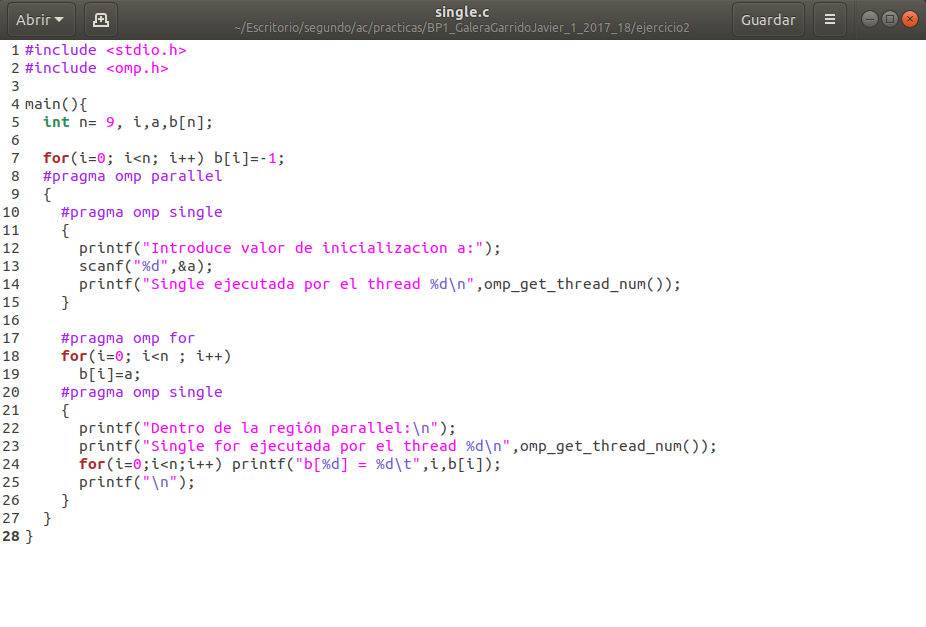 Abrir
single.c
~/Escritorio/segundo/ac/practicas/BP1_GaleraGarridoJavier_1_2017_18/ejercicio2
Guardar
1 #include <stdio.h>
2 #include <omp.h>
3
4 main(){
5   int n= 9, i,a,b[n];
6
7   for(i=0; i<n; i++) b[i]=-1;
8   #pragma omp parallel
9   {
10     #pragma omp single
11     {
12       printf("Introduce valor de inicializacion a:");
13       scanf("%d",&a);
14       printf("Single ejecutada por el thread %d\n",omp_get_thread_num());
15     }
16
17     #pragma omp for
18     for(i=0; i<n ; i++)
19       b[i]=a;
20     #pragma omp single
21     {
22       printf("Dentro de la región parallel:\n");
23       printf("Single for ejecutada por el thread %d\n",omp_get_thread_num());
24       for(i=0;i<n;i++) printf("b[%d] = %d\t",i,b[i]);
25       printf("\n");
26     }
27   }
28 }